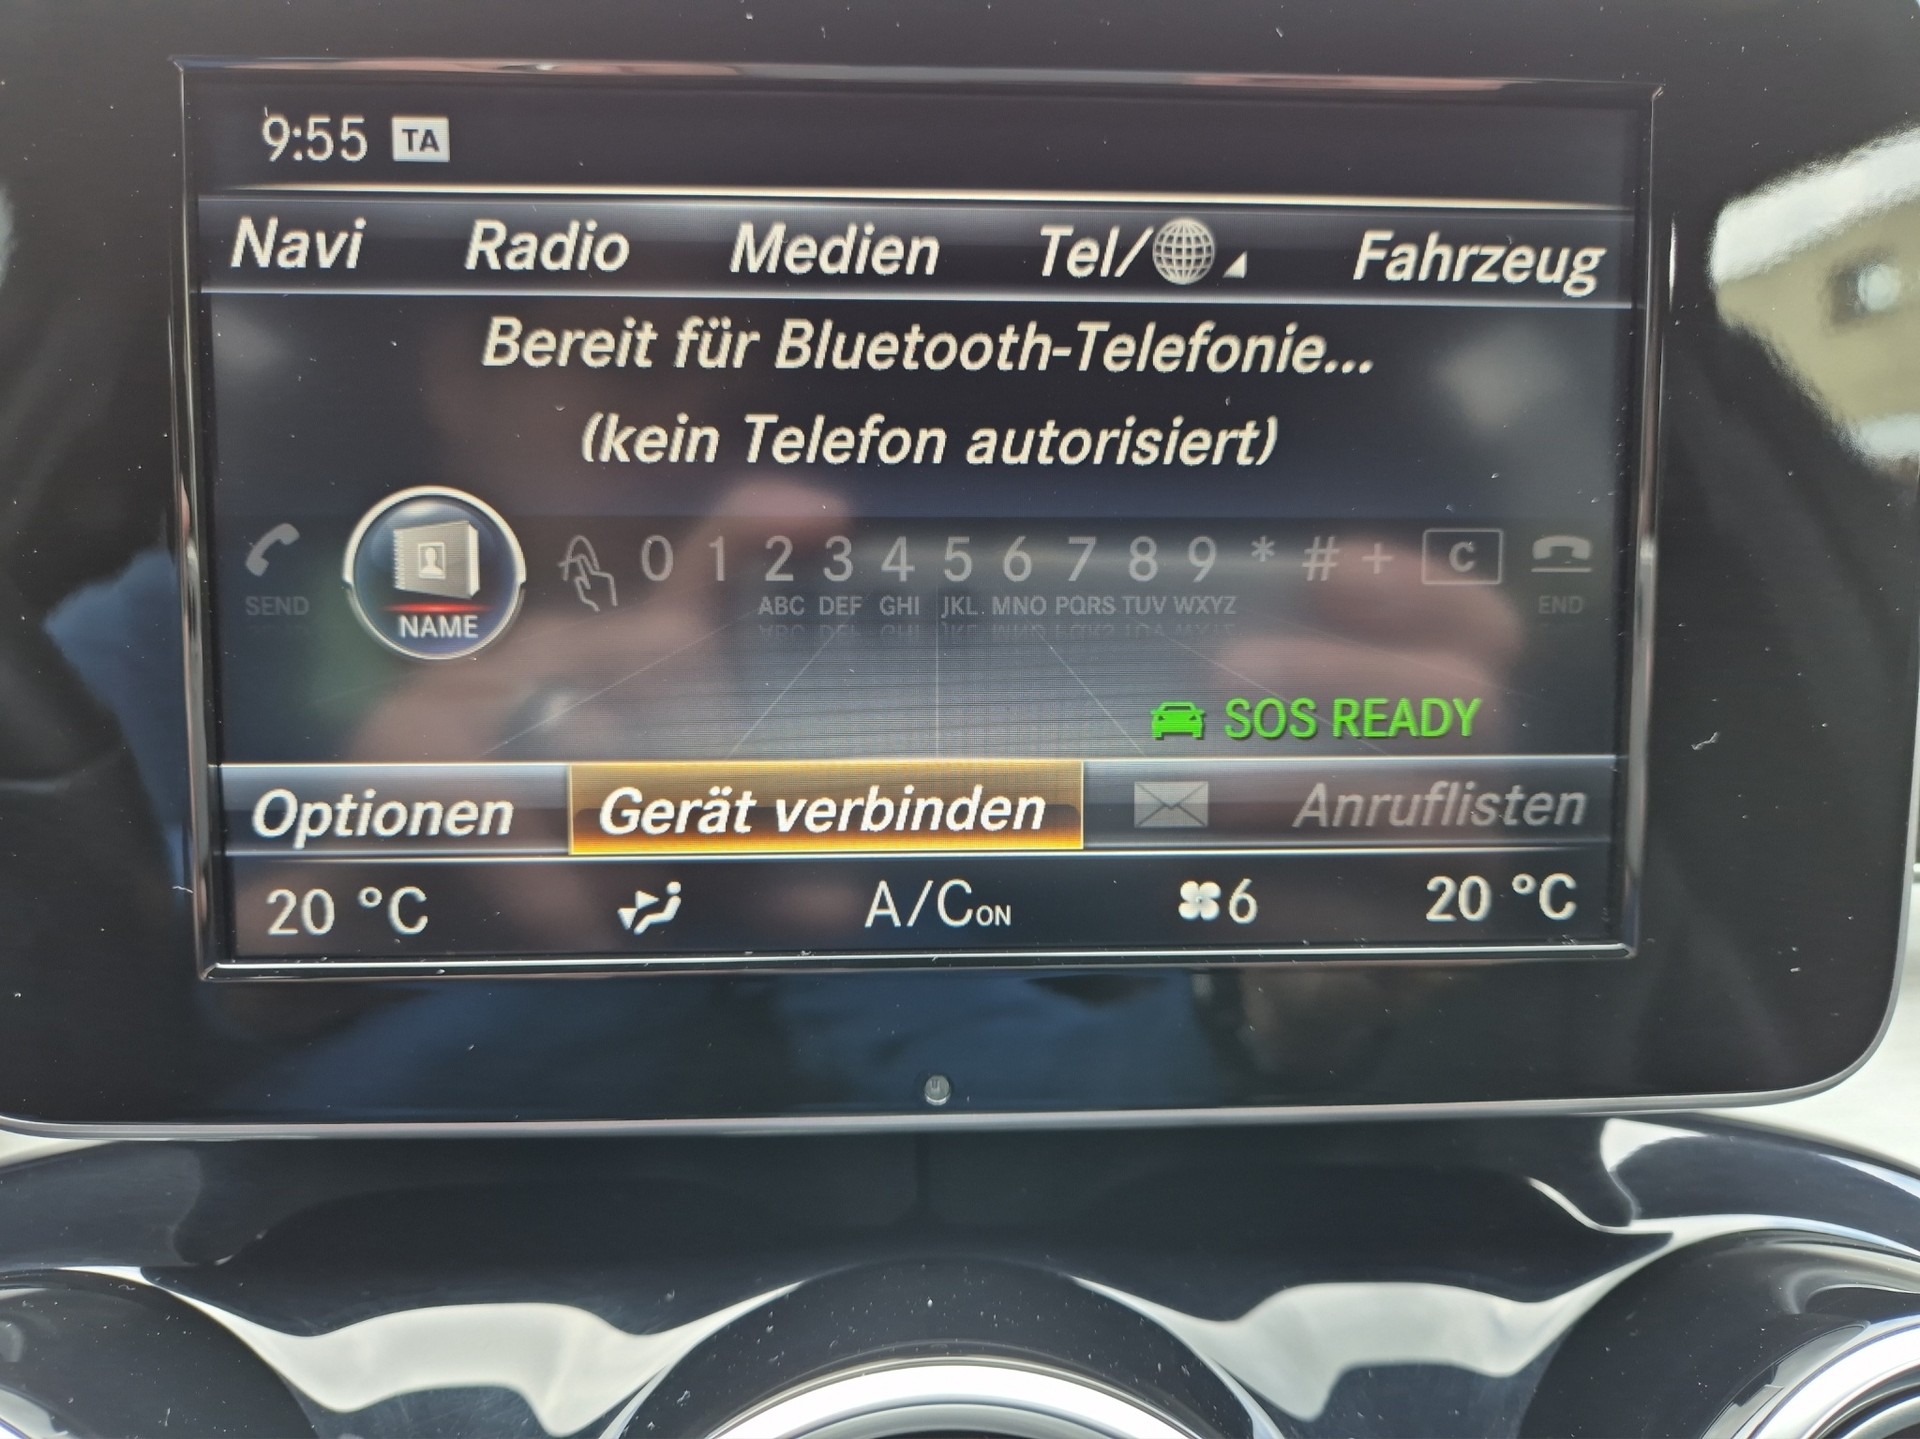 9:55 TA
Navi Radio Medien Tel/ Fahrzeug
Bereit für Bluetooth-Telefonie...
(kein Telefon autorisiert)
0 1 2 3 4 5 6 7 8 9 * # + C
SEND NAME ABC DEF GHI JKL MNO PQRS TUV WXYZ END
SOS READY
Optionen Gerät verbinden Anruflisten
20 °C A/C ON 6 20 °C